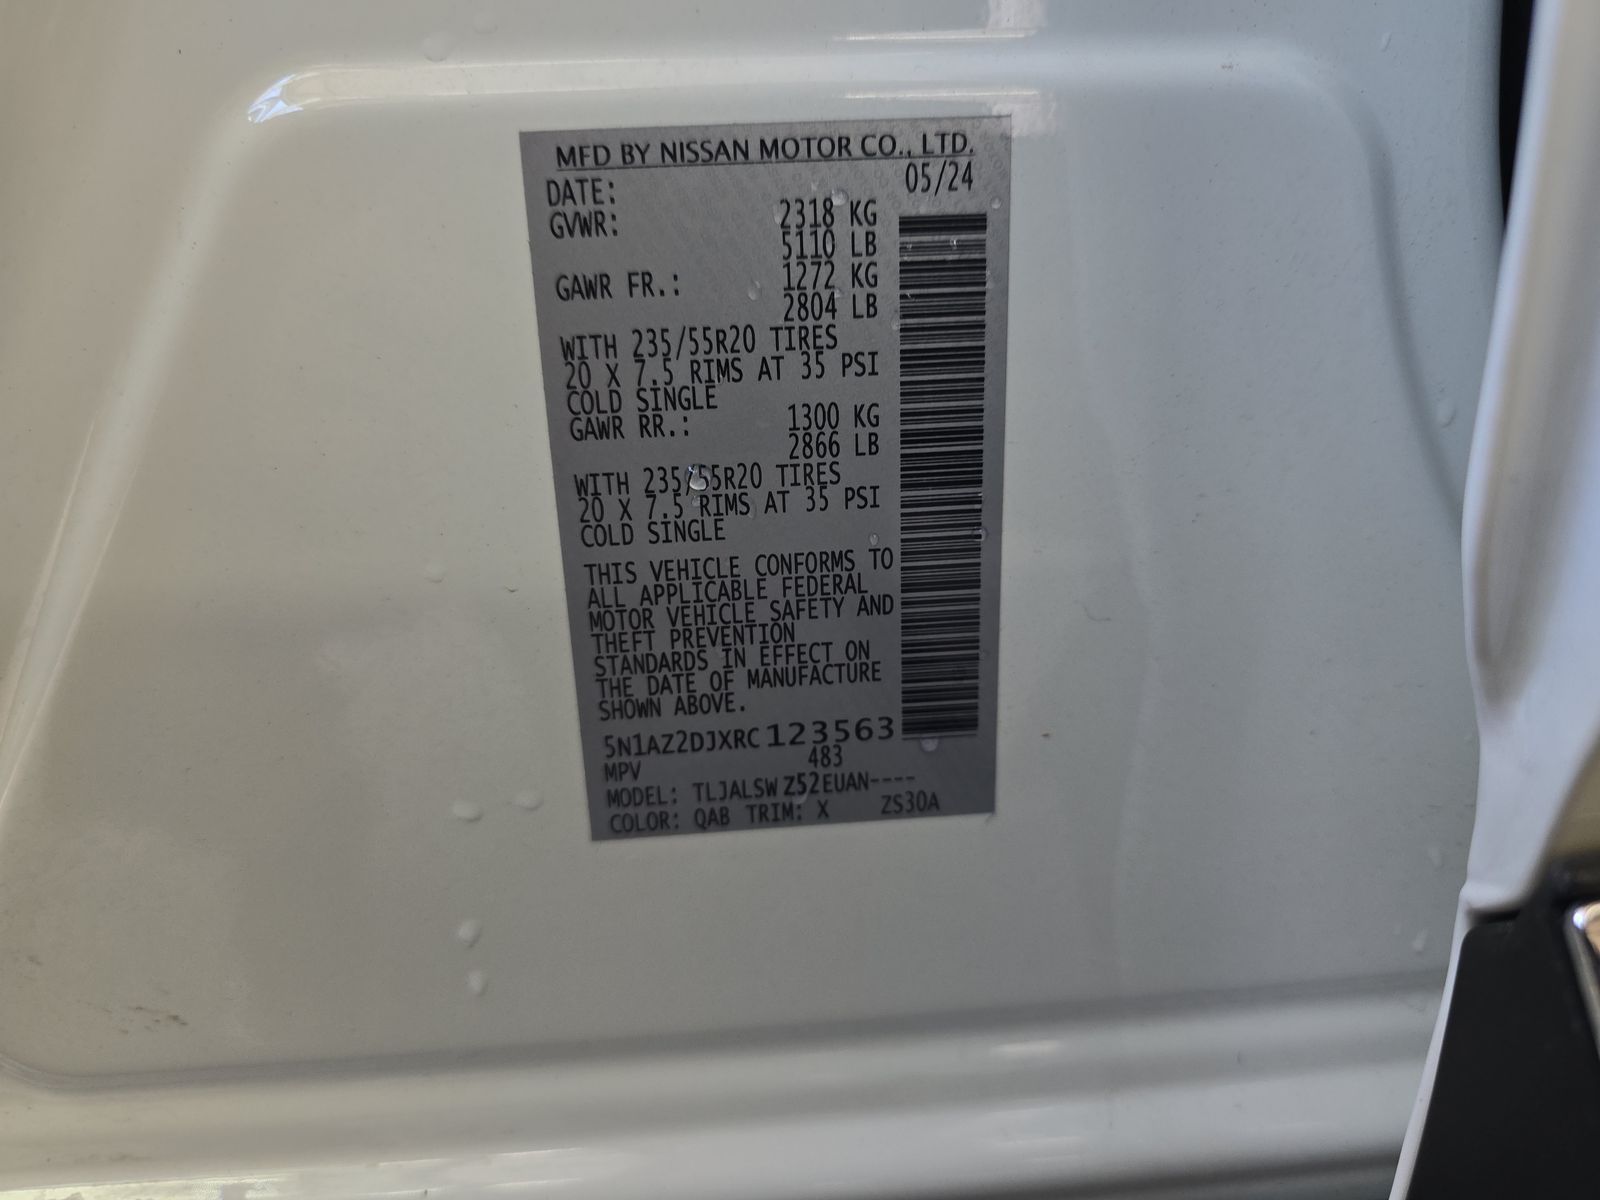 MFD BY NISSAN MOTOR CO., LTD.
DATE: 05/24
GVWR: 2318 KG
5110 LB
GAWR FR.: 1272 KG
2804 LB
WITH 235/55R20 TIRES
20 X 7.5 RIMS AT 35 PSI
COLD SINGLE
GAWR RR.: 1300 KG
2866 LB
WITH 235/55R20 TIRES
20 X 7.5 RIMS AT 35 PSI
COLD SINGLE
THIS VEHICLE CONFORMS TO
ALL APPLICABLE FEDERAL
MOTOR VEHICLE SAFETY AND
THEFT PREVENTION
STANDARDS IN EFFECT ON
THE DATE OF MANUFACTURE
SHOWN ABOVE.
5N1AZ2DJXRC123563
MPV 483
MODEL: TLJALSWZ52EUAN----
COLOR: QAB TRIM: X ZS30A